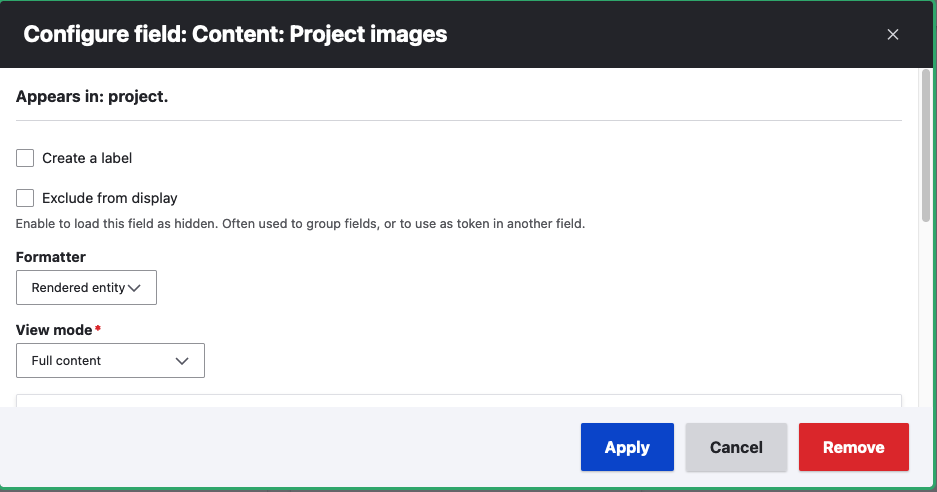 Configure field: Content: Project images
Appears in: project.
Create a label
Exclude from display
Enable to load this field as hidden. Often used to group fields, or to use as token in another field.
Formatter
Rendered entity
View mode*
Full content
Apply
Cancel
Remove